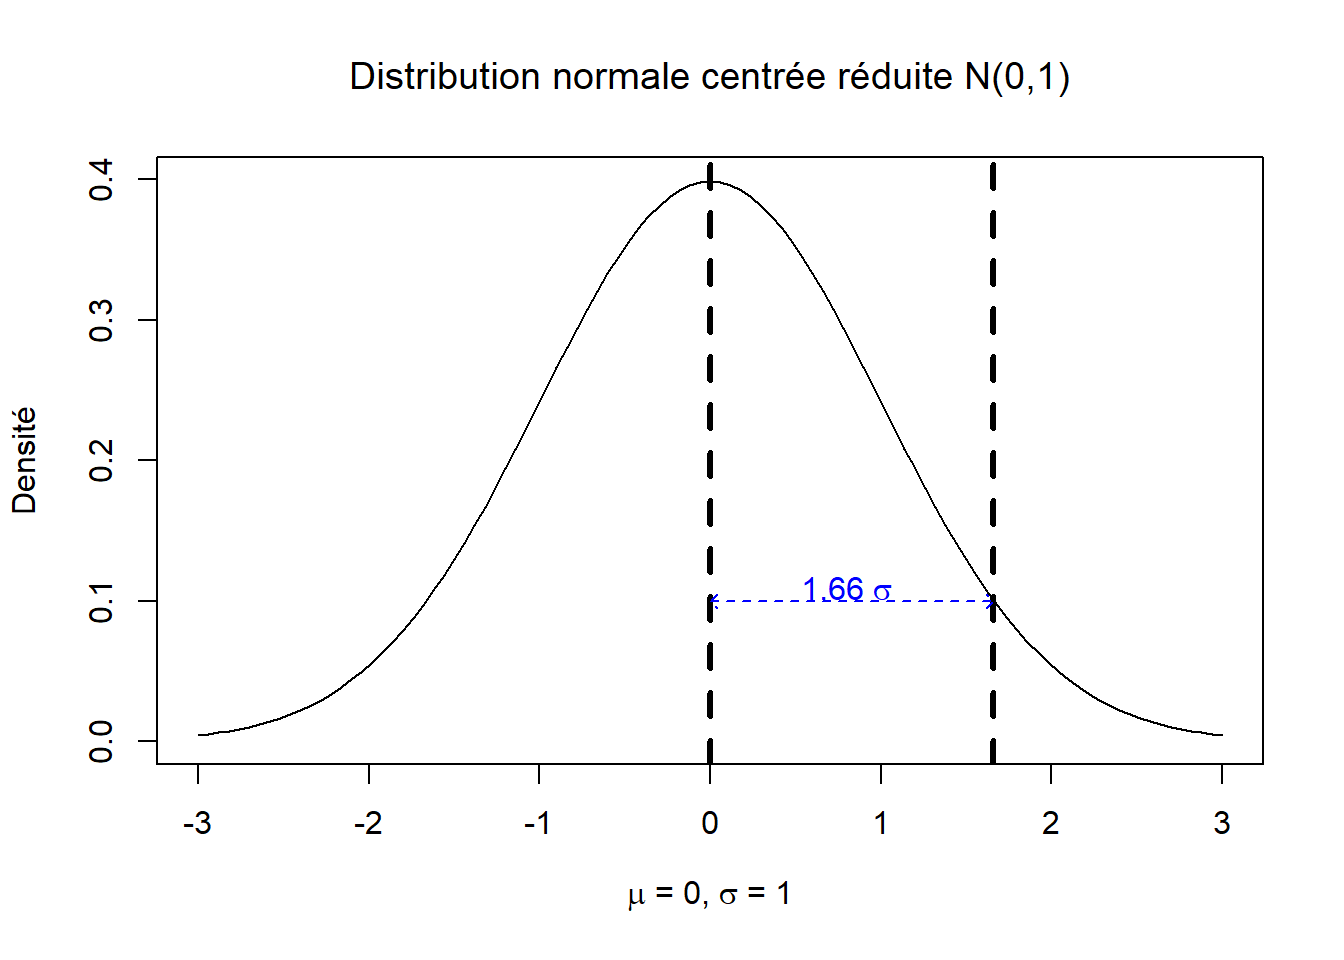 Distribution normale centrée réduite N(0,1)
Densité
0.4
0.3
0.2
0.1
0.0
1.66 σ
-3 -2 -1 0 1 2 3
μ = 0, σ = 1